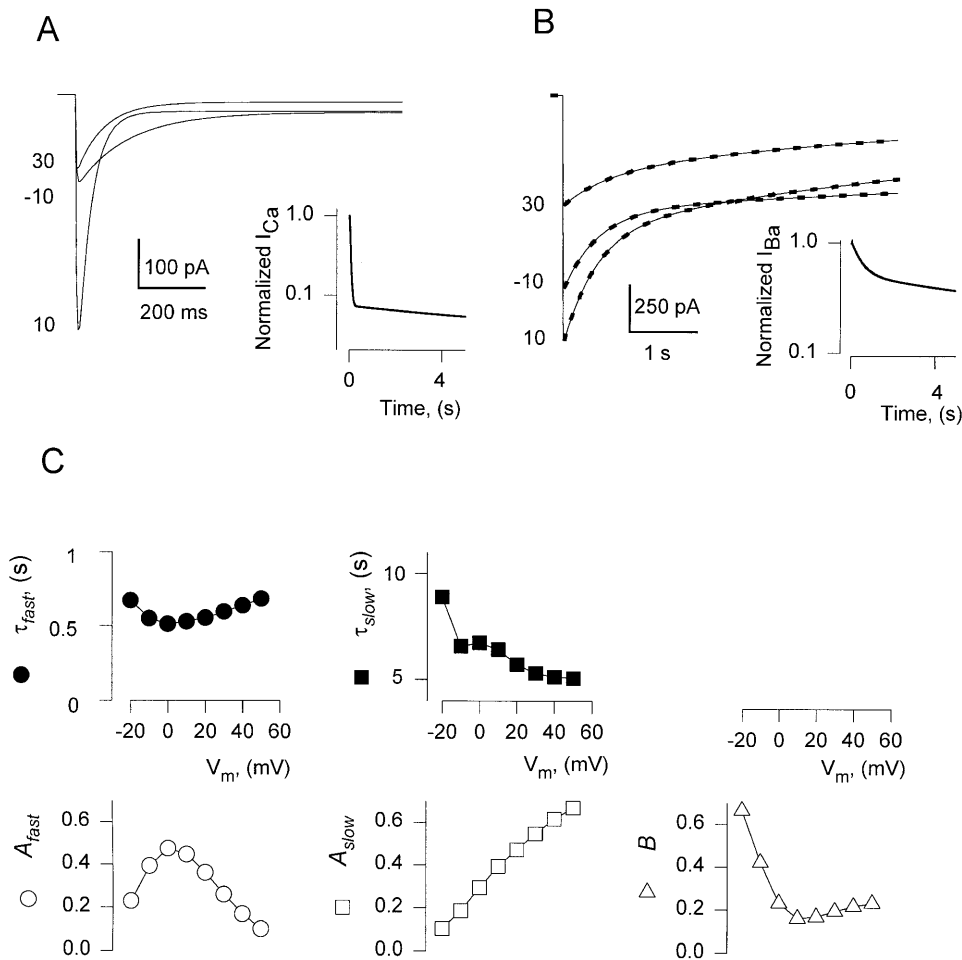 A
30
-10
10
100 pA
200 ms
Normalized I_Ca
1.0
0.1
0 4
Time, (s)
B
30
-10
10
250 pA
1 s
Normalized I_Ba
1.0
0.1
0 4
Time, (s)
C
τ_fast, (s)
1
0.5
0
-20 0 20 40 60
V_m, (mV)
τ_slow, (s)
10
5
-20 0 20 40 60
V_m, (mV)
-20 0 20 40 60
V_m, (mV)
A_fast
0.6
0.4
0.2
0.0
A_slow
0.6
0.4
0.2
0.0
B
0.6
0.4
0.2
0.0